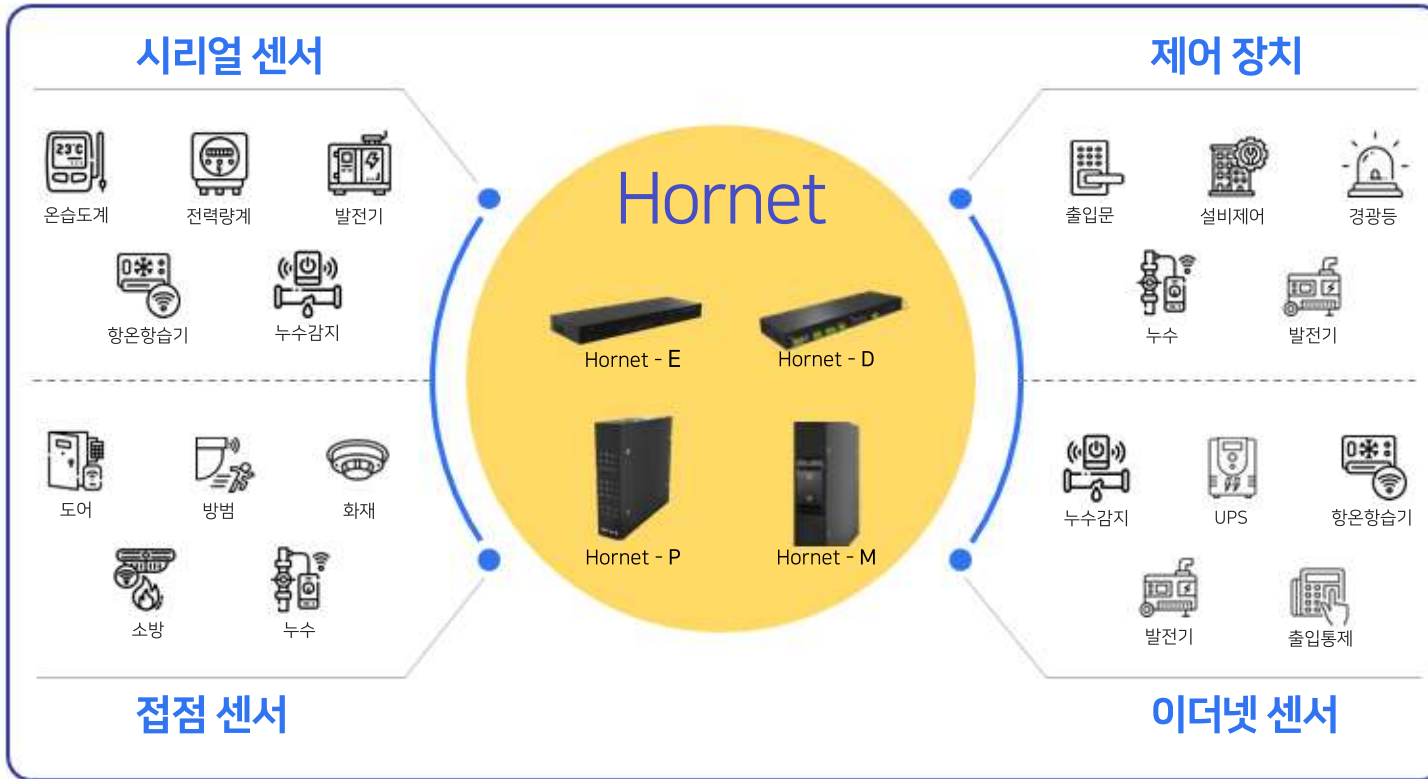 시리얼 센서
제어 장치
23°C
온습도계
전력량계
발전기
항온항습기
누수감지
출입문
설비제어
경광등
누수
발전기
Hornet
Hornet - E
Hornet - D
Hornet - P
Hornet - M
도어
방범
화재
소방
누수
누수감지
UPS
항온항습기
발전기
출입통제
접점 센서
이더넷 센서